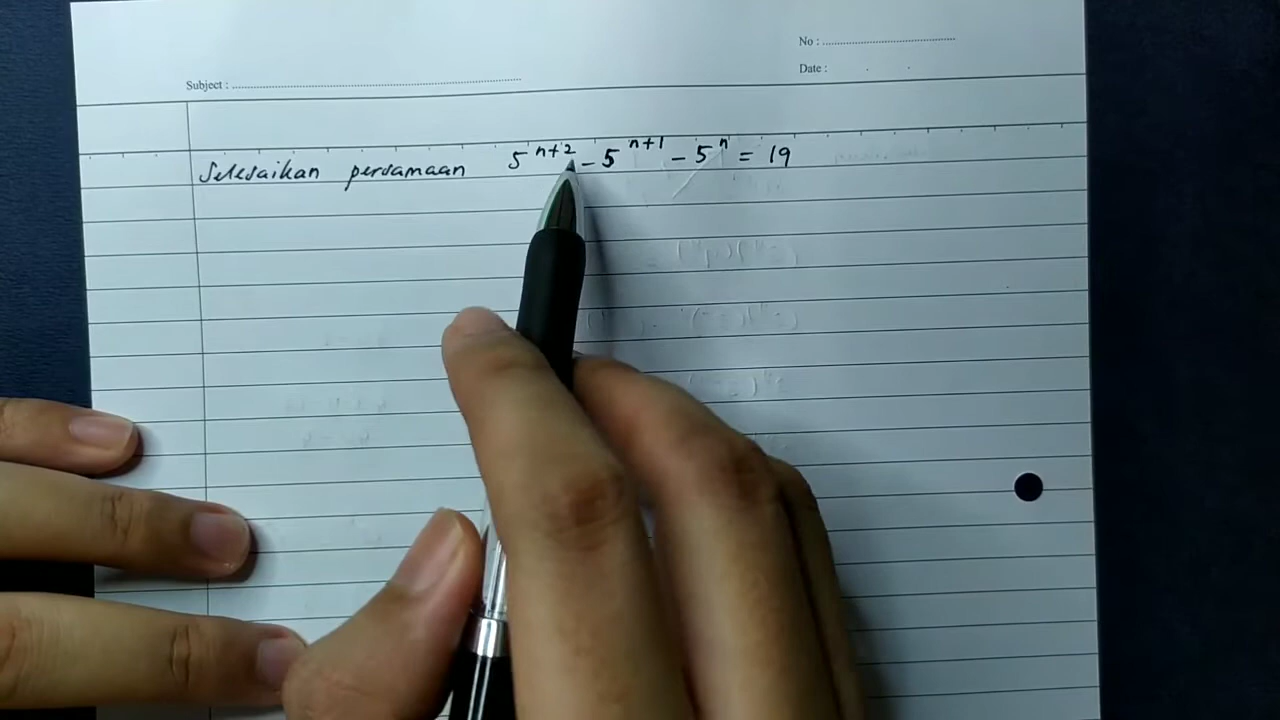 No :
Date :
Subject :
Selesaikan persamaan 5^{n+2} - 5^{n+1} - 5^{n} = 19